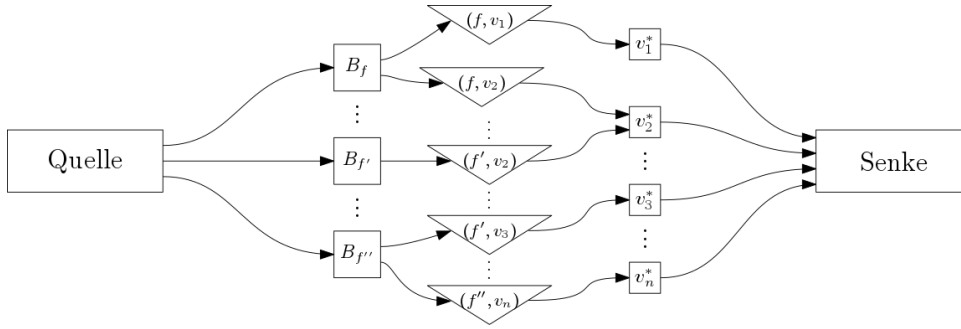 Quelle
B_f
⋮
B_{f'}
⋮
B_{f''}
(f, v_1)
(f, v_2)
(f', v_2)
(f', v_3)
(f'', v_n)
v_1^*
v_2^*
⋮
v_3^*
⋮
v_n^*
Senke